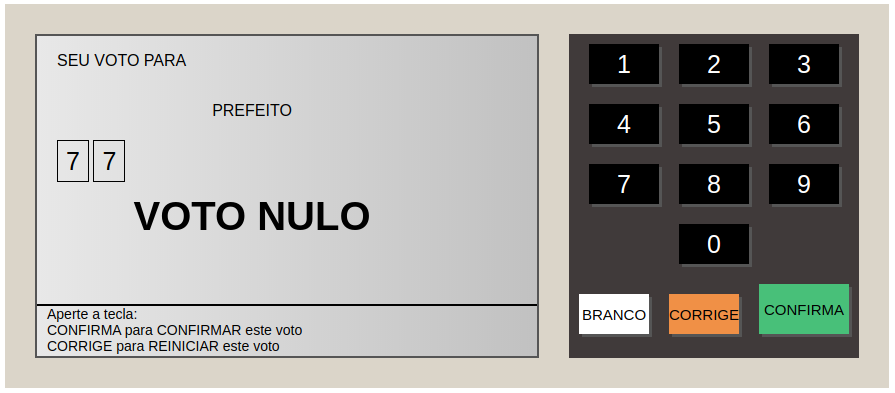 SEU VOTO PARA
PREFEITO
7 7
VOTO NULO
Aperte a tecla:
CONFIRMA para CONFIRMAR este voto
CORRIGE para REINICIAR este voto
1 2 3
4 5 6
7 8 9
0
BRANCO CORRIGE CONFIRMA